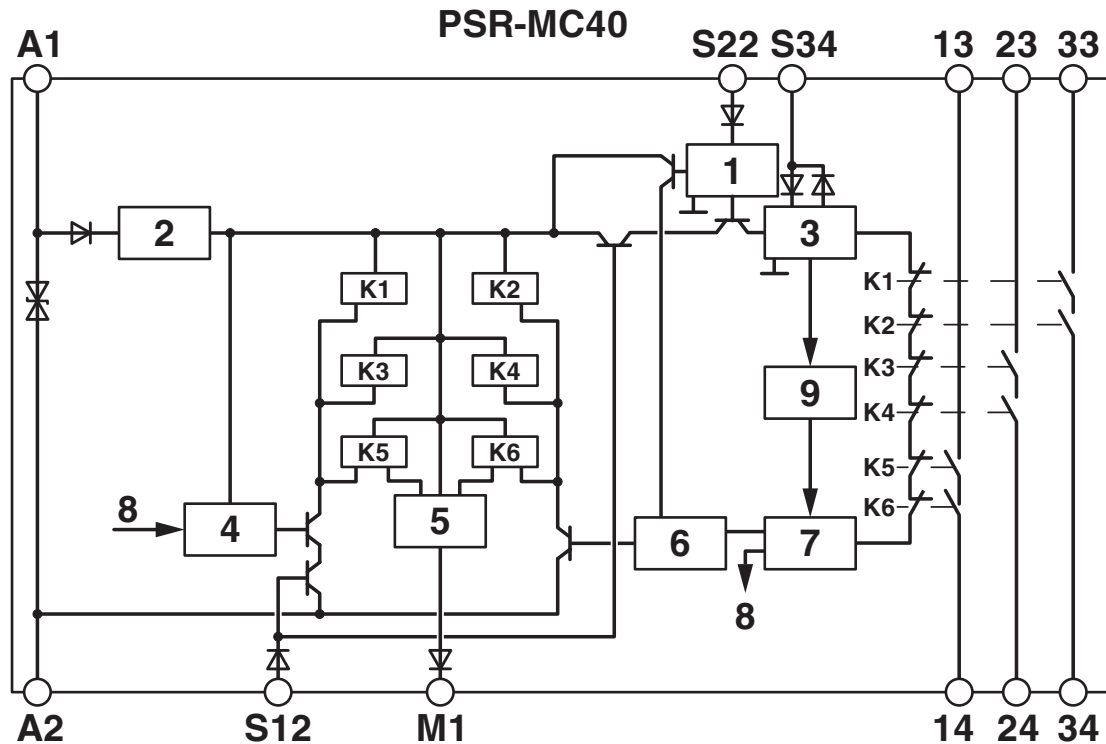 PSR-MC40
A1 S22 S34 13 23 33
1
2 3
K1 K2 K1
K2
K3 K4 9 K3
K4
K5 K6 K5
8 4 5 6 7 K6
8
A2 S12 M1 14 24 34